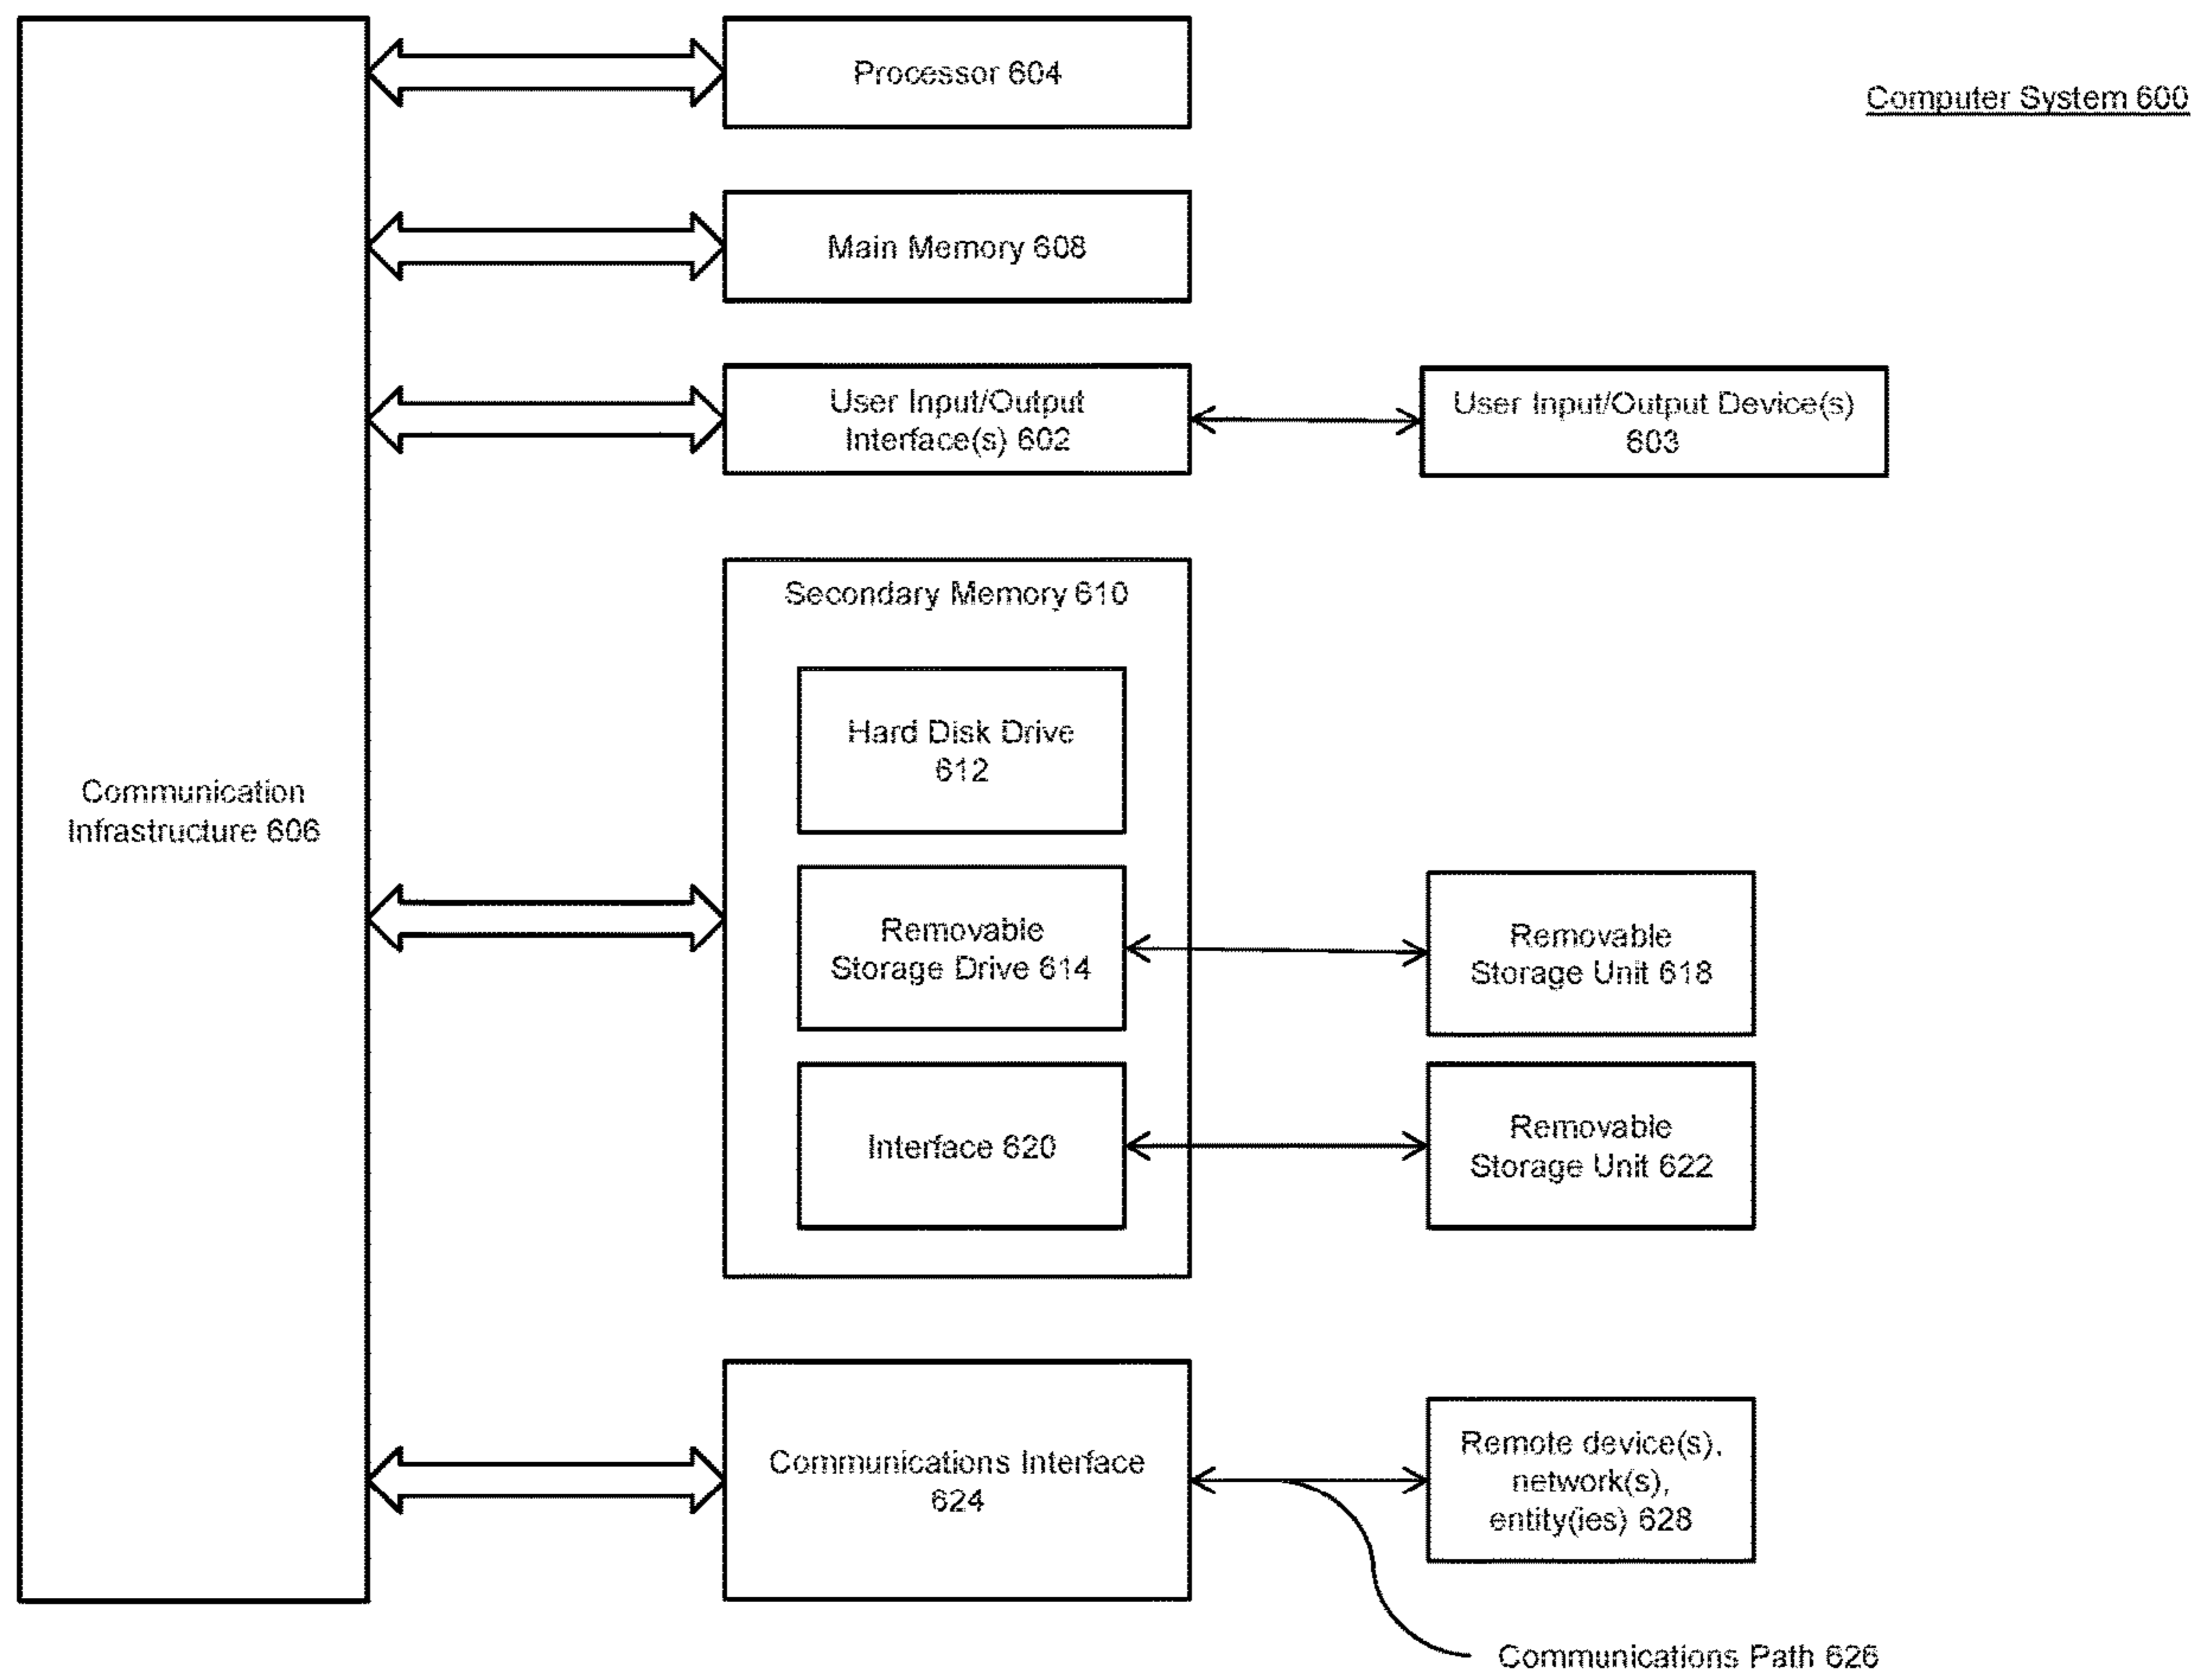 Processor 604
Computer System 600
Main Memory 608
User Input/Output
Interface(s) 602
User Input/Output Device(s)
603
Secondary Memory 610
Hard Disk Drive
612
Communication
Infrastructure 606
Removable
Storage Drive 614
Removable
Storage Unit 618
Interface 620
Removable
Storage Unit 622
Communications Interface
624
Remote device(s),
network(s),
entity(ies) 628
Communications Path 626